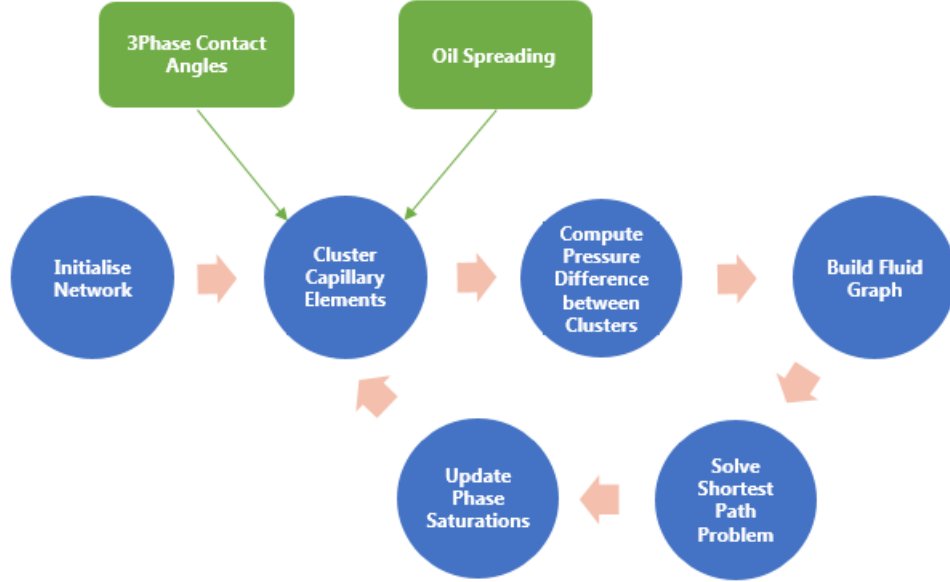 3Phase Contact
Angles
Oil Spreading
Initialise
Network
Cluster
Capillary
Elements
Compute
Pressure
Difference
between
Clusters
Build Fluid
Graph
Solve
Shortest
Path
Problem
Update
Phase
Saturations